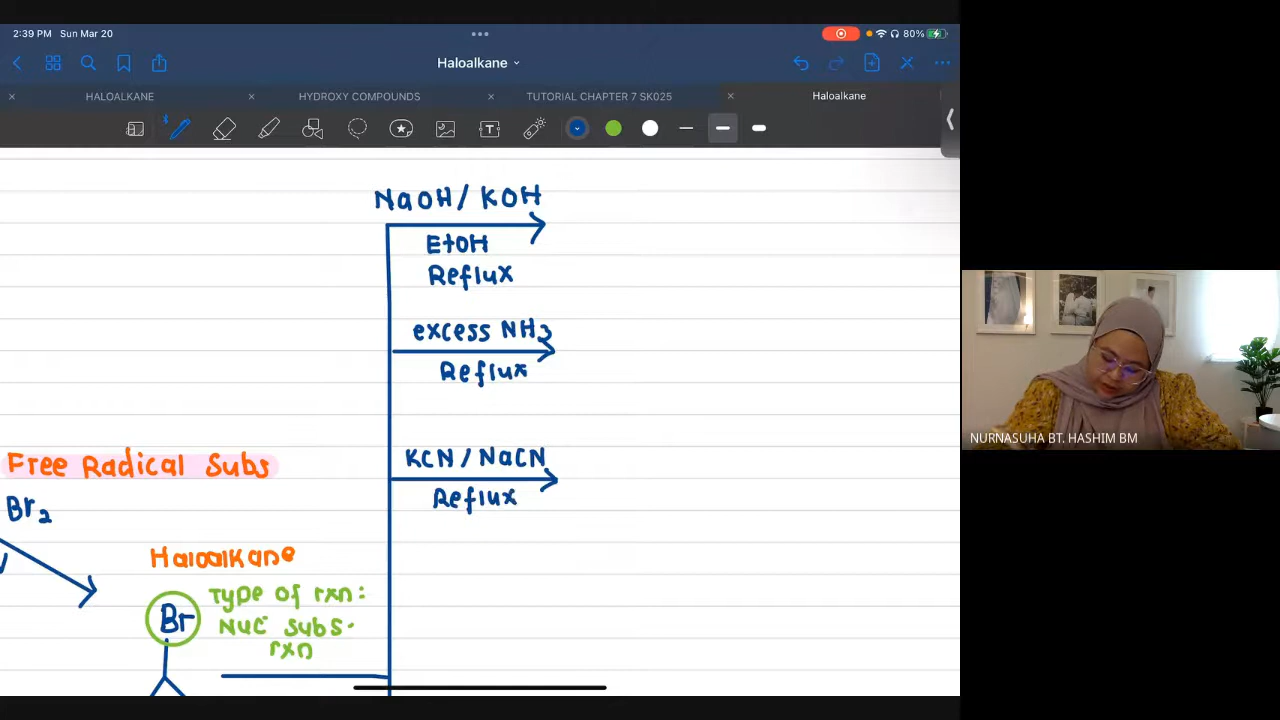 2:39 PM Sun Mar 20
80%
Haloalkane
HALOALKANE
HYDROXY COMPOUNDS
TUTORIAL CHAPTER 7 SK025
Haloalkane
NaOH / KOH
EtOH
Reflux
excess NH3
Reflux
KCN / NaCN
Reflux
Free Radical Subs
Br2
Haloalkane
Br
Type of rxn:
Nuc subs.
rxn
NURNASUHA BT. HASHIM BM